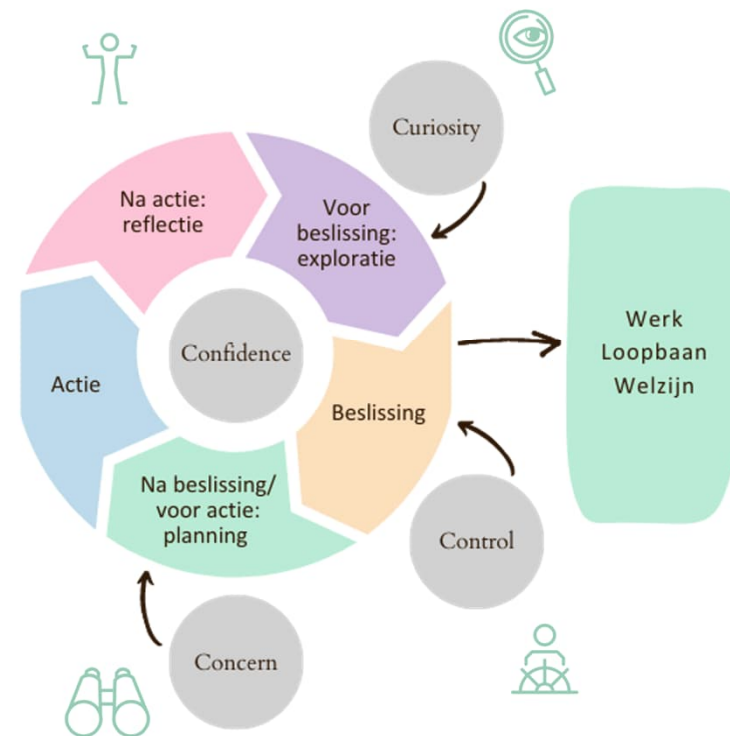 Curiosity
Na actie:
reflectie
Voor
beslissing:
exploratie
Confidence
Werk
Loopbaan
Welzijn
Actie
Beslissing
Na beslissing/
voor actie:
planning
Control
Concern